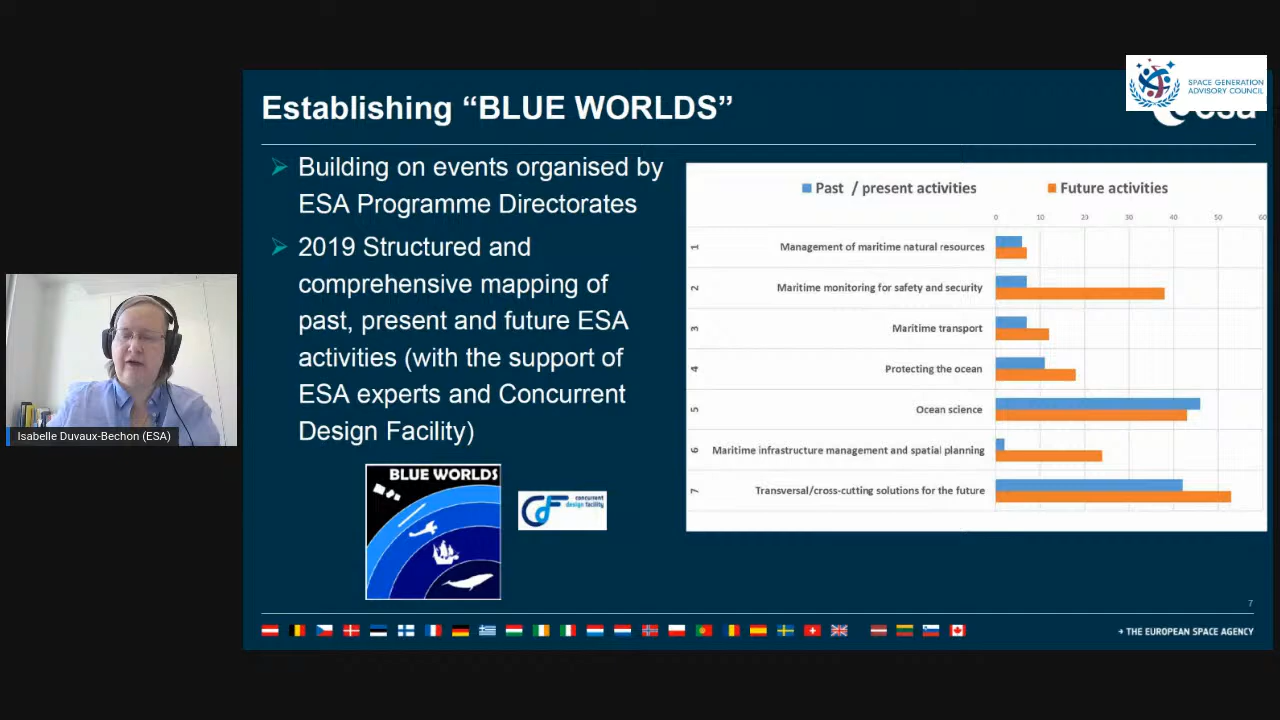 SPACE GENERATION
ADVISORY COUNCIL
esa
Establishing “BLUE WORLDS”
Building on events organised by
ESA Programme Directorates
2019 Structured and
comprehensive mapping of
past, present and future ESA
activities (with the support of
ESA experts and Concurrent
Design Facility)
BLUE WORLDS
CDF concurrent
design facility
Past / present activities Future activities
0 10 20 30 40 50 60
1 Management of maritime natural resources
2 Maritime monitoring for safety and security
3 Maritime transport
4 Protecting the ocean
5 Ocean science
6 Maritime infrastructure management and spatial planning
7 Transversal/cross-cutting solutions for the future
Isabelle Duvaux-Bechon (ESA)
7
→ THE EUROPEAN SPACE AGENCY